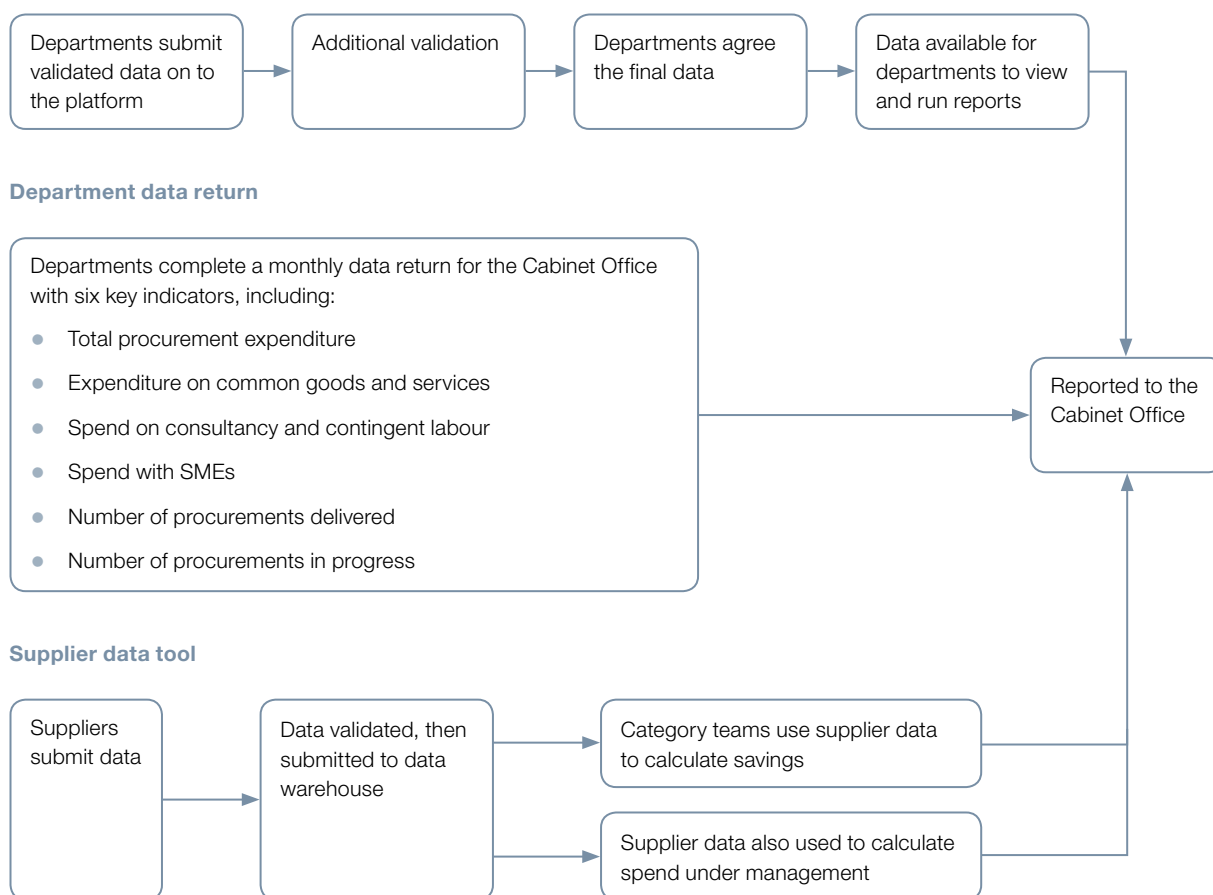 Departments submit
validated data on to
the platform
Additional validation
Departments agree
the final data
Data available for
departments to view
and run reports
Department data return
Departments complete a monthly data return for the Cabinet Office
with six key indicators, including:
● Total procurement expenditure
● Expenditure on common goods and services
● Spend on consultancy and contingent labour
● Spend with SMEs
● Number of procurements delivered
● Number of procurements in progress
Reported to the
Cabinet Office
Supplier data tool
Suppliers
submit data
Data validated, then
submitted to data
warehouse
Category teams use supplier data
to calculate savings
Supplier data also used to calculate
spend under management